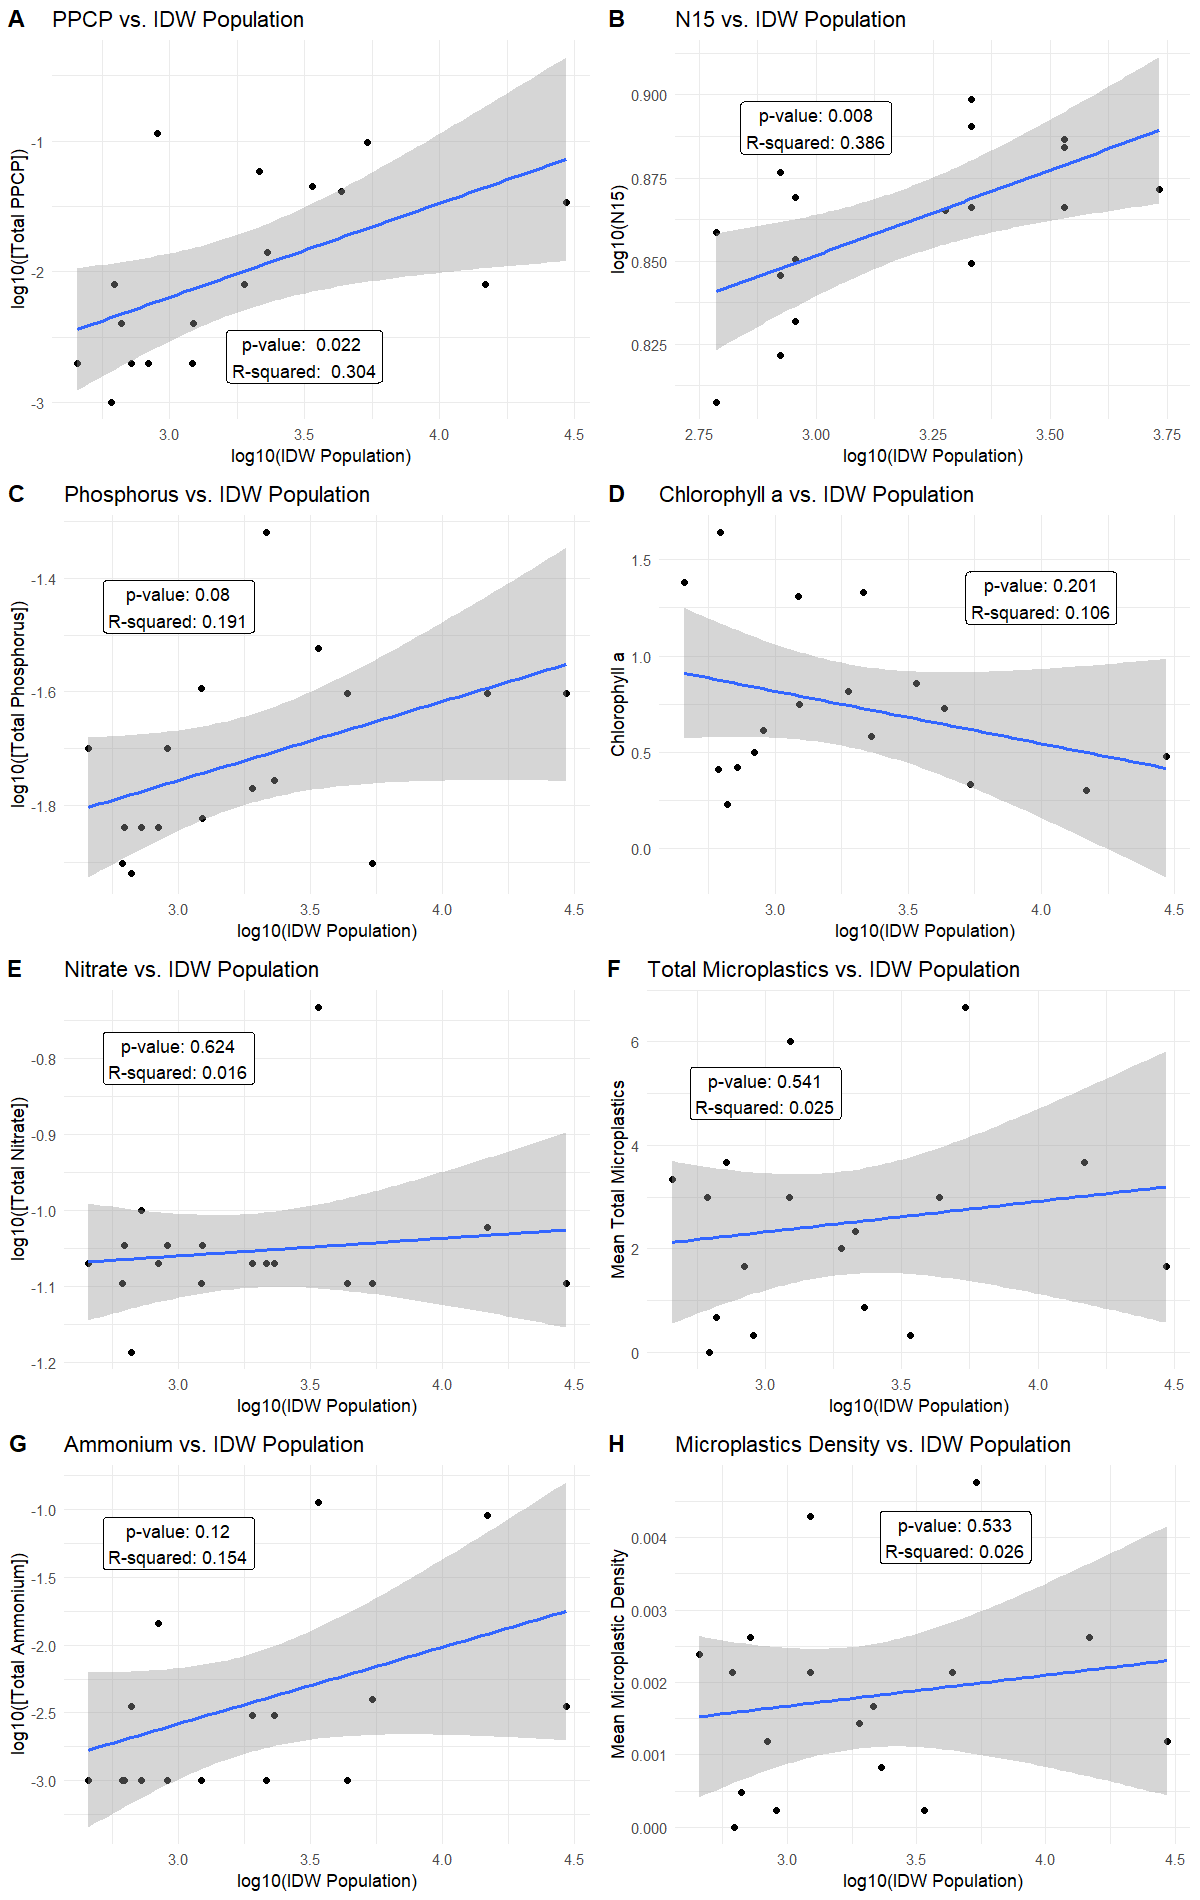 A PPCP vs. IDW Population
log10([Total PPCP])
-1
-2
-3
p-value:  0.022
R-squared:  0.304
3.0 3.5 4.0 4.5
log10(IDW Population)
B N15 vs. IDW Population
log10(N15)
0.900
0.875
0.850
0.825
p-value: 0.008
R-squared: 0.386
2.75 3.00 3.25 3.50 3.75
log10(IDW Population)
C Phosphorus vs. IDW Population
log10([Total Phosphorus])
-1.4
-1.6
-1.8
p-value: 0.08
R-squared: 0.191
3.0 3.5 4.0 4.5
log10(IDW Population)
D Chlorophyll a vs. IDW Population
Chlorophyll a
1.5
1.0
0.5
0.0
p-value: 0.201
R-squared: 0.106
3.0 3.5 4.0 4.5
log10(IDW Population)
E Nitrate vs. IDW Population
log10([Total Nitrate])
-0.8
-0.9
-1.0
-1.1
-1.2
p-value: 0.624
R-squared: 0.016
3.0 3.5 4.0 4.5
log10(IDW Population)
F Total Microplastics vs. IDW Population
Mean Total Microplastics
6
4
2
0
p-value: 0.541
R-squared: 0.025
3.0 3.5 4.0 4.5
log10(IDW Population)
G Ammonium vs. IDW Population
log10([Total Ammonium])
-1.0
-1.5
-2.0
-2.5
-3.0
p-value: 0.12
R-squared: 0.154
3.0 3.5 4.0 4.5
log10(IDW Population)
H Microplastics Density vs. IDW Population
Mean Microplastic Density
0.004
0.003
0.002
0.001
0.000
p-value: 0.533
R-squared: 0.026
3.0 3.5 4.0 4.5
log10(IDW Population)